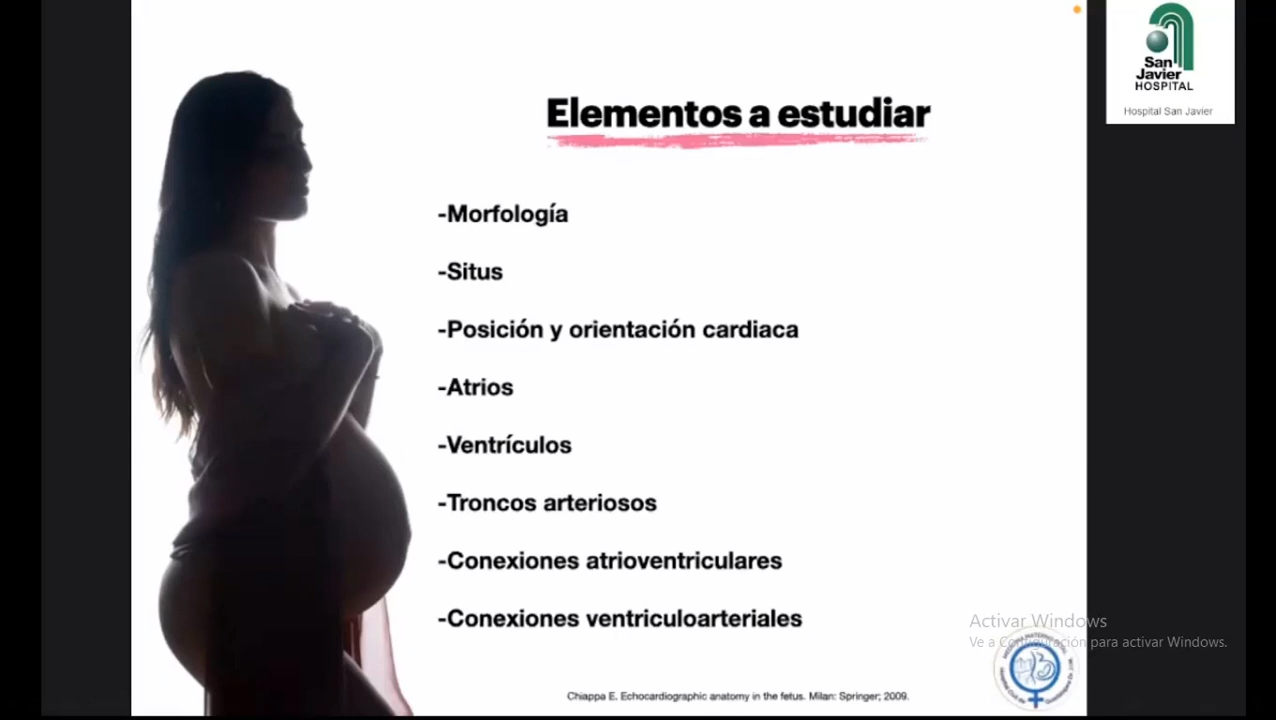 San
Javier
HOSPITAL
Hospital San Javier
Elementos a estudiar
-Morfología
-Situs
-Posición y orientación cardiaca
-Atrios
-Ventrículos
-Troncos arteriosos
-Conexiones atrioventriculares
-Conexiones ventriculoarteriales
Activar Windows
Ve a Configuración para activar Windows.
Chiappa E. Echocardiographic anatomy in the fetus. Milan: Springer; 2009.